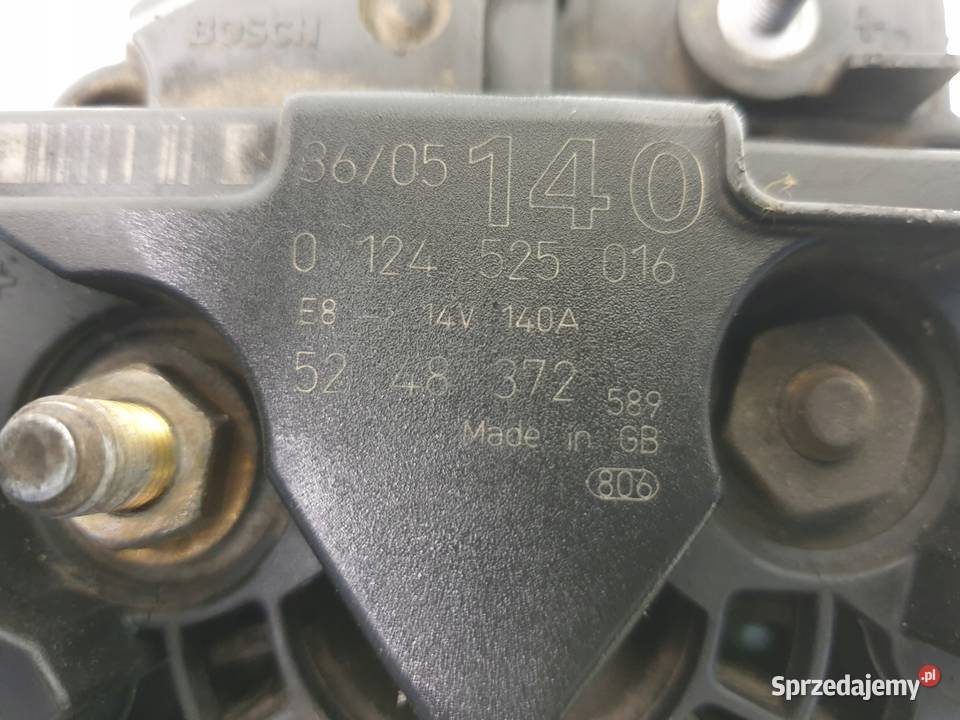 BOSCH
36/05 140
0 124 525 016
E8 → 14V 140A
52 48 372 589
Made in GB
806
Sprzedajemy.pl